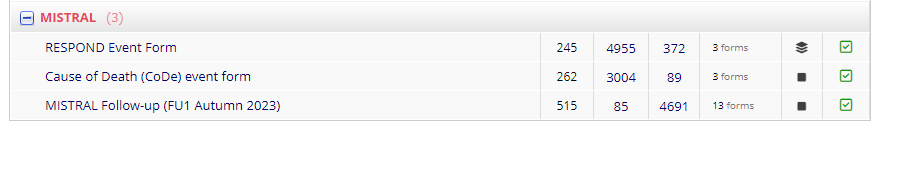 MISTRAL (3)
RESPOND Event Form 245 4955 372 3 forms
Cause of Death (CoDe) event form 262 3004 89 3 forms
MISTRAL Follow-up (FU1 Autumn 2023) 515 85 4691 13 forms